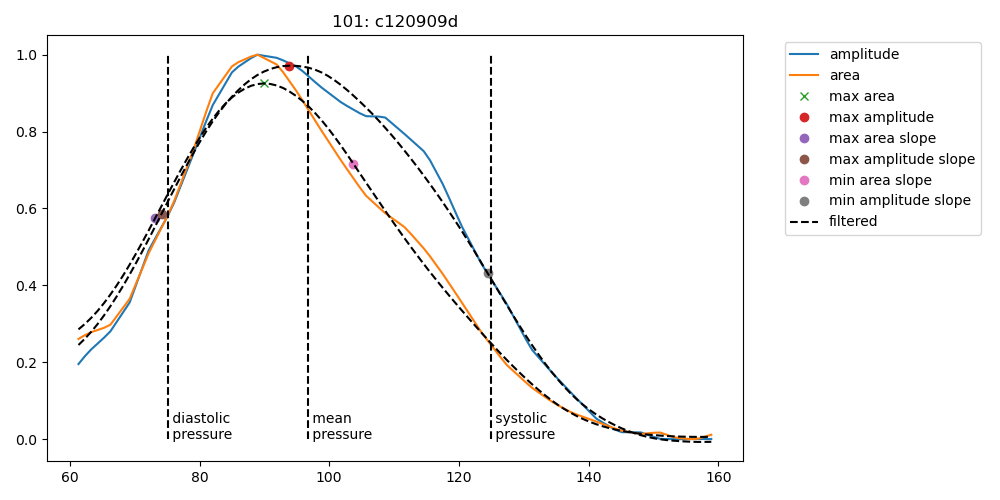 101: c120909d
1.0
0.8
0.6
0.4
0.2
0.0
diastolic
pressure
mean
pressure
systolic
pressure
60
80
100
120
140
160
amplitude
area
max area
max amplitude
max area slope
max amplitude slope
min area slope
min amplitude slope
filtered